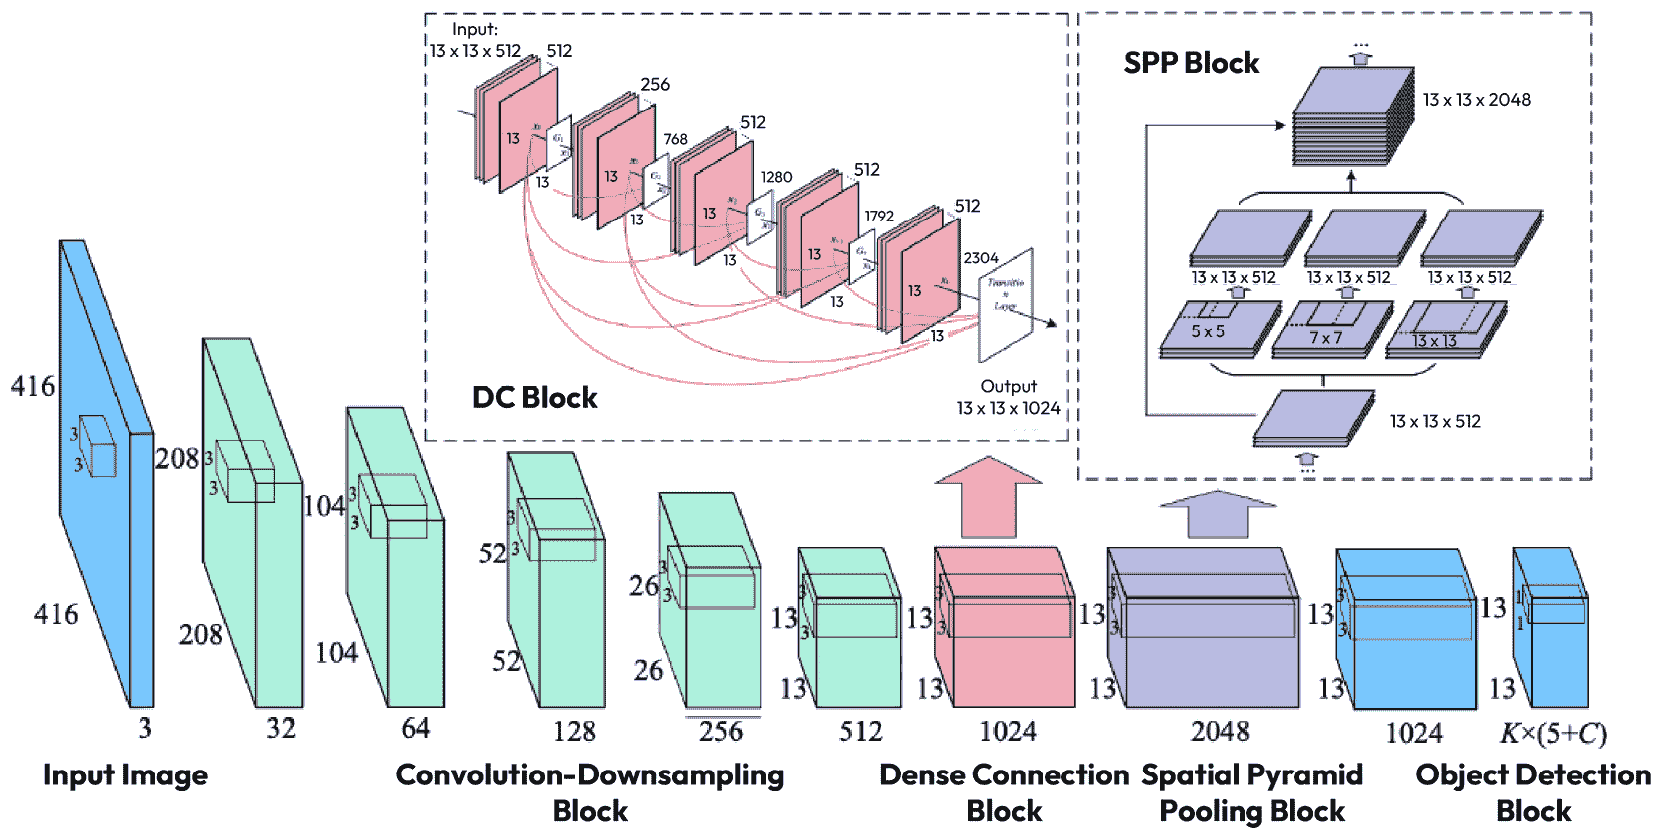 Input:
13 x 13 x 512
512
256
768
512
1280
512
1792
512
2304
13
13
13
13
13
13
13
13
13
13
G₁
Layer
DC Block
Output
13 x 13 x 1024
SPP Block
...
13 x 13 x 2048
13 x 13 x 512
13 x 13 x 512
13 x 13 x 512
5 x 5
7 x 7
13 x 13
13 x 13 x 512
...
416
416
3
3
3
208
208
3
3
32
104
104
3
3
64
52
52
3
3
128
26
26
3
3
256
13
13
3
3
512
13
13
3
3
1024
13
13
3
3
2048
13
13
3
3
1024
13
13
1
1
K×(5+C)
Input Image
Convolution-Downsampling
Block
Dense Connection
Block
Spatial Pyramid
Pooling Block
Object Detection
Block